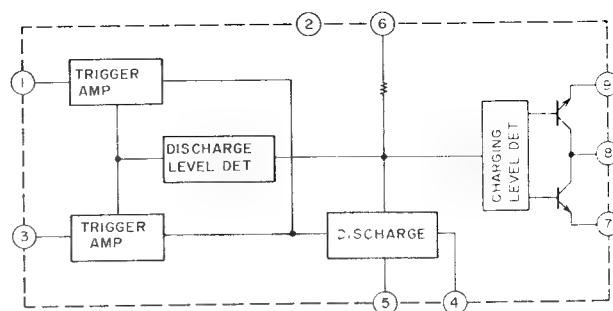 2
6
1
TRIGGER
AMP
9
DISCHARGE
LEVEL DET
CHARGING
LEVEL DET
8
3
TRIGGER
AMP
DISCHARGE
7
5
4